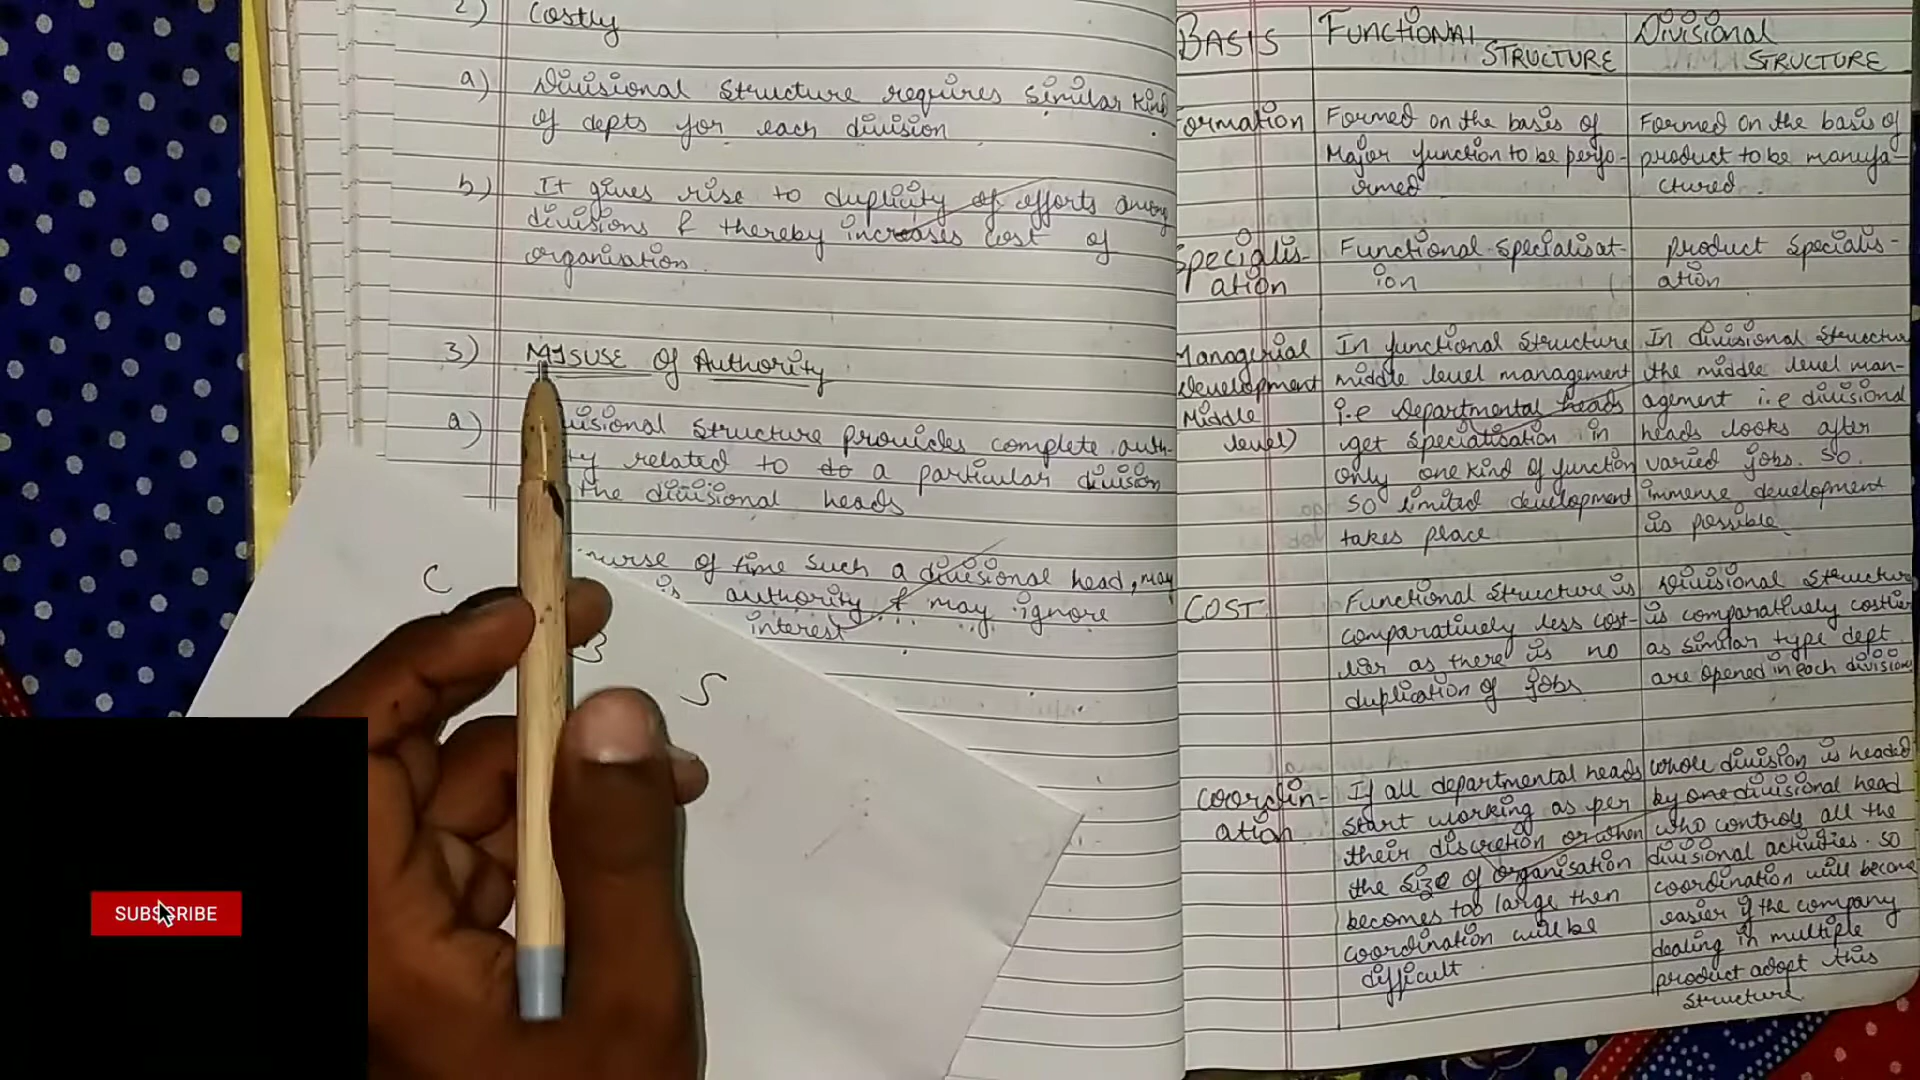 2) Costly
a) Divisional Structure requires similar kind
of depts for each division
b) It gives rise to duplicity of efforts among
divisions & thereby increases cost of
organisation.
3) MISUSE Of Authority
a) visional Structure provides complete auth-
ty related to do a particular division
the divisional heads
urse of time such a divisional head, may
is authority & may ignore
interest
C
B
S
SUBSCRIBE
BASIS
FUNCTIONAL
STRUCTURE
Divisional
STRUCTURE
Formation
Formed on the basis of
Major function to be perfo-
ormed
Formed on the basis of
product to be manufa-
ctured.
Specialis-
ation
Functional Specialisat-
ion
product specialis-
ation
Managerial
Development
Middle
level)
In functional Structure
middle level management
i.e Departmental heads
get specialisation in
only one kind of function
so limited development
takes place
In divisional Structure
the middle level man-
agement i.e divisional
heads looks after
varied jobs. So
immense development
is possible
COST
Functional Structure is
comparatively less cost-
lier as there is no
duplication of jobs
Divisional Structure
is comparatively costlier
as similar type dept
are opened in each division
Coordin-
ation
If all departmental heads
start working as per
their discretion or when
the size of organisation
becomes too large then
coordination will be
difficult.
whole division is headed
by one divisional head
who controls all the
divisional activities. So
coordination will become
easier if the company
dealing in multiple
product adopt this
structure